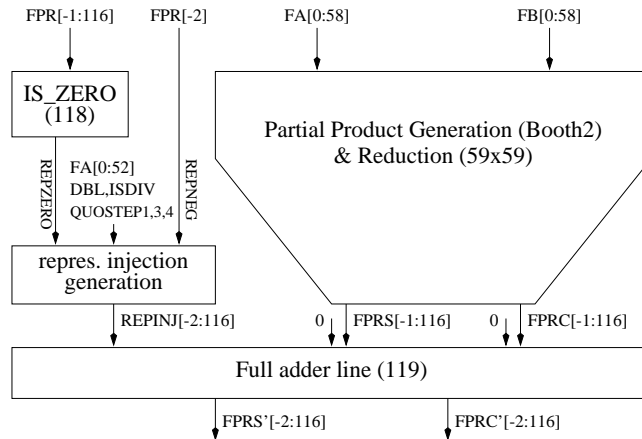 FPR[-1:116] FPR[-2] FA[0:58] FB[0:58]
IS_ZERO
(118)
Partial Product Generation (Booth2)
& Reduction (59x59)
REPZERO
FA[0:52]
DBL,ISDIV
QUOSTEP1,3,4
REPNEG
repres. injection
generation
REPINJ[-2:116] 0 FPRS[-1:116] 0 FPRC[-1:116]
Full adder line (119)
FPRS'[-2:116] FPRC'[-2:116]